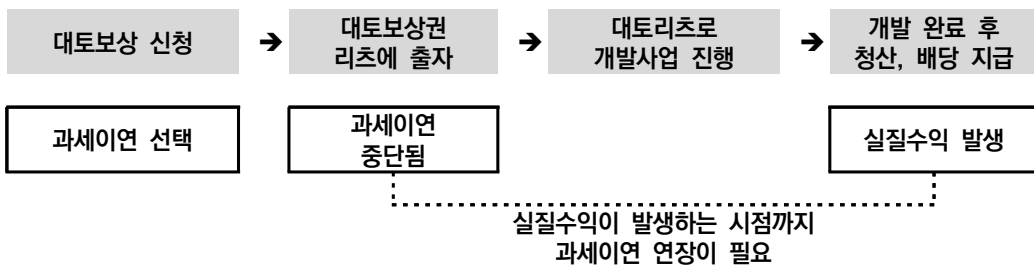 대토보상 신청
➔
대토보상권
리츠에 출자
➔
대토리츠로
개발사업 진행
➔
개발 완료 후
청산, 배당 지급
과세이연 선택
과세이연
중단됨
실질수익 발생
실질수익이 발생하는 시점까지
과세이연 연장이 필요